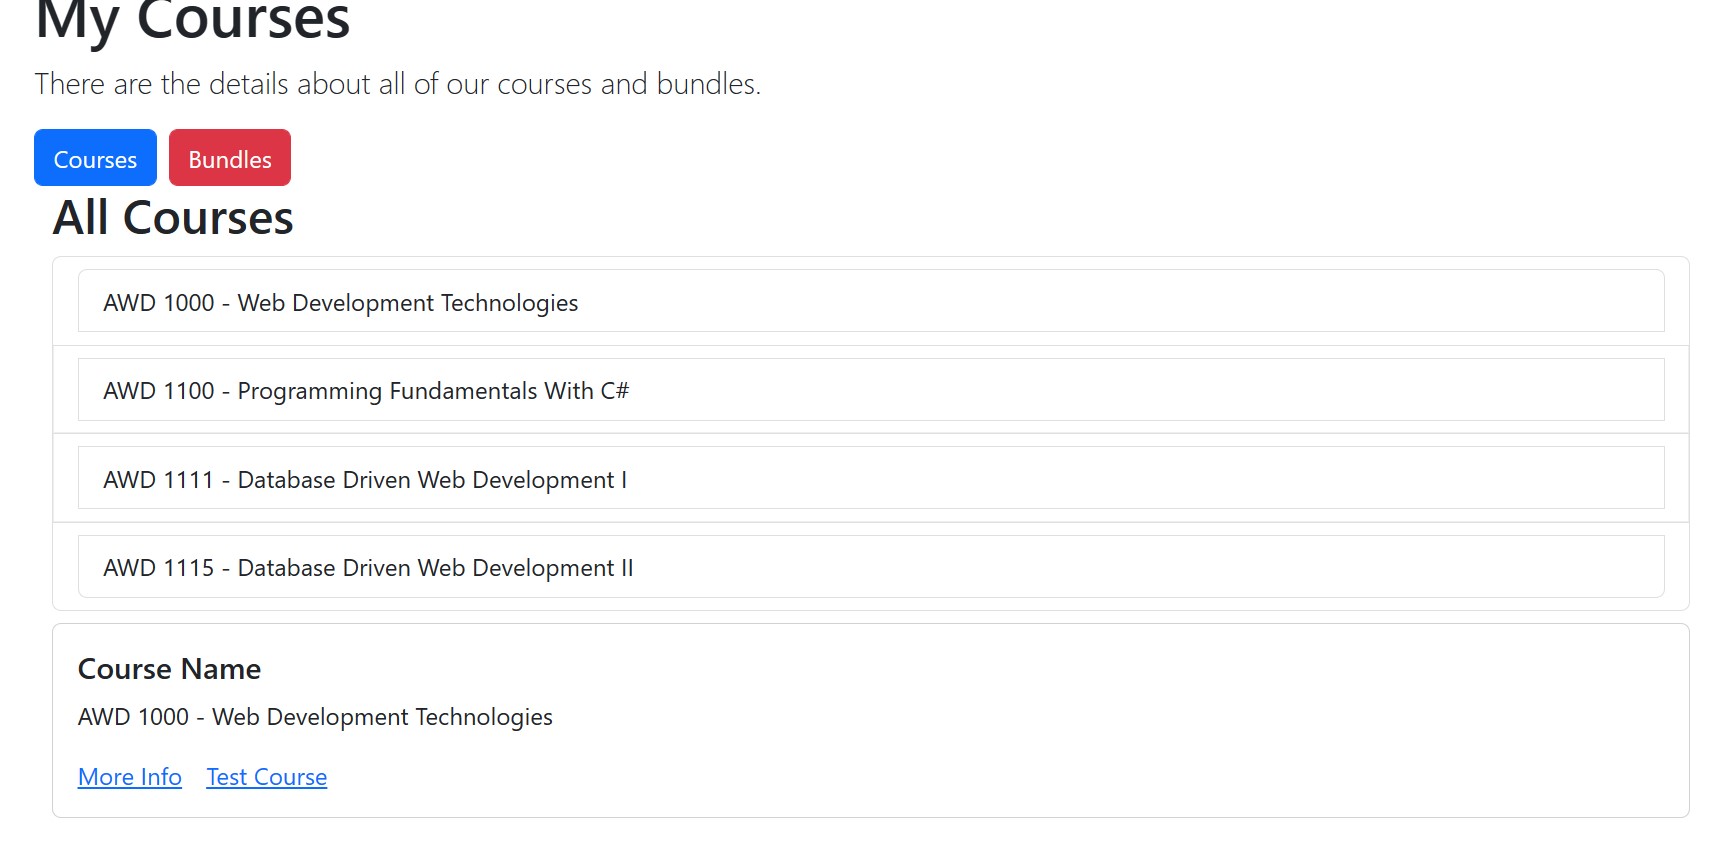 My Courses
There are the details about all of our courses and bundles.
Courses Bundles
All Courses
AWD 1000 - Web Development Technologies
AWD 1100 - Programming Fundamentals With C#
AWD 1111 - Database Driven Web Development I
AWD 1115 - Database Driven Web Development II
Course Name
AWD 1000 - Web Development Technologies
More Info Test Course